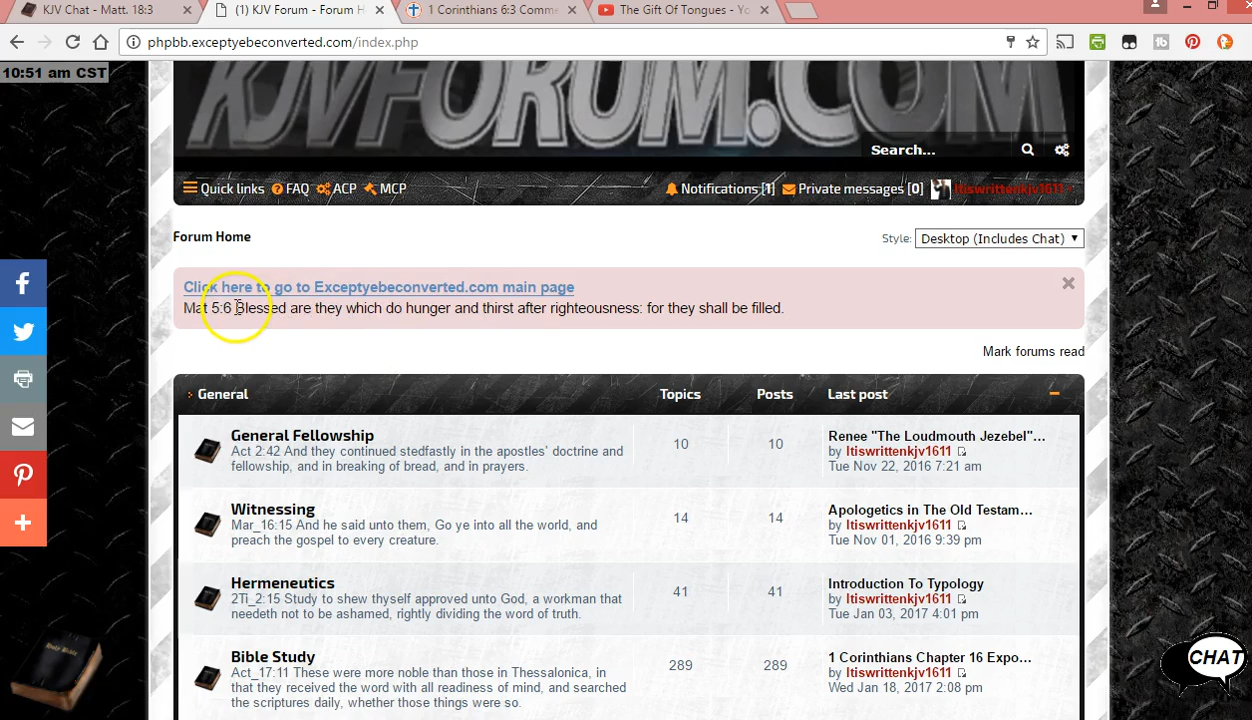 KJV Chat - Matt. 18:3
(1) KJV Forum - Forum H
1 Corinthians 6:3 Comme
The Gift Of Tongues - Yo
phpbb.exceptyebeconverted.com/index.php
10:51 am CST
KJVFORUM.COM
Search...
Quick links FAQ ACP MCP
Notifications [1] Private messages [0] Itiswrittenkjv1611
Forum Home
Style: Desktop (Includes Chat)
Click here to go to Exceptyebeconverted.com main page
Mat 5:6 Blessed are they which do hunger and thirst after righteousness: for they shall be filled.
Mark forums read
General Topics Posts Last post
General Fellowship
Act 2:42 And they continued stedfastly in the apostles' doctrine and
fellowship, and in breaking of bread, and in prayers.
10 10
Renee "The Loudmouth Jezebel"...
by Itiswrittenkjv1611
Tue Nov 22, 2016 7:21 am
Witnessing
Mar_16:15 And he said unto them, Go ye into all the world, and
preach the gospel to every creature.
14 14
Apologetics in The Old Testam...
by Itiswrittenkjv1611
Tue Nov 01, 2016 9:39 pm
Hermeneutics
2Ti_2:15 Study to shew thyself approved unto God, a workman that
needeth not to be ashamed, rightly dividing the word of truth.
41 41
Introduction To Typology
by Itiswrittenkjv1611
Tue Jan 03, 2017 4:01 pm
Bible Study
Act_17:11 These were more noble than those in Thessalonica, in
that they received the word with all readiness of mind, and searched
the scriptures daily, whether those things were so.
289 289
1 Corinthians Chapter 16 Expo...
by Itiswrittenkjv1611
Wed Jan 18, 2017 2:08 pm
Holy Bible
CHAT